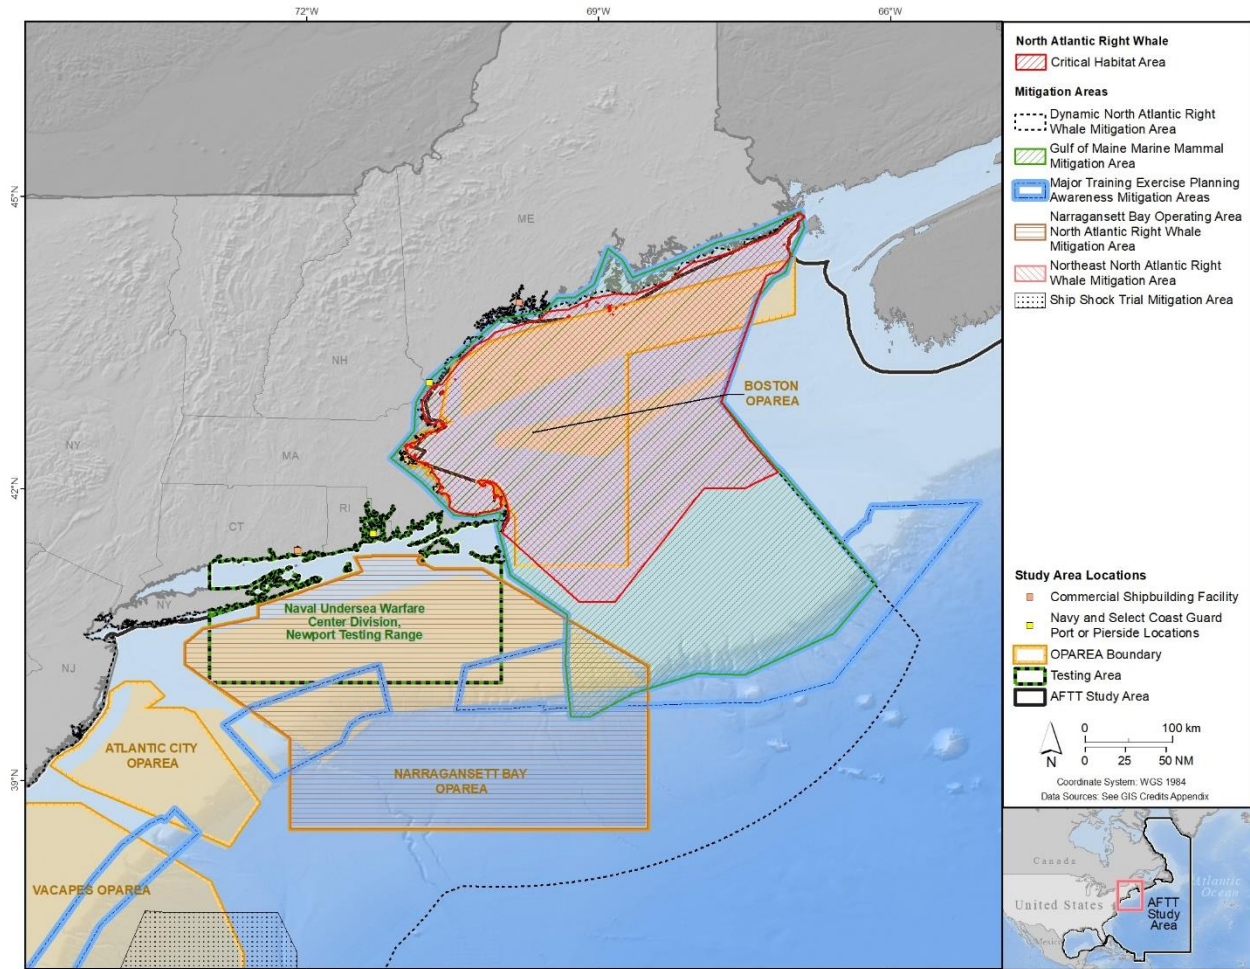 72°W
69°W
66°W
45°N
42°N
39°N
ME
NH
NY
MA
CT
RI
NY
NJ
BOSTON
OPAREA
Naval Undersea Warfare
Center Division,
Newport Testing Range
ATLANTIC CITY
OPAREA
NARRAGANSETT BAY
OPAREA
VACAPES OPAREA
North Atlantic Right Whale
Critical Habitat Area
Mitigation Areas
Dynamic North Atlantic Right
Whale Mitigation Area
Gulf of Maine Marine Mammal
Mitigation Area
Major Training Exercise Planning
Awareness Mitigation Areas
Narragansett Bay Operating Area
North Atlantic Right Whale
Mitigation Area
Northeast North Atlantic Right
Whale Mitigation Area
Ship Shock Trial Mitigation Area
Study Area Locations
Commercial Shipbuilding Facility
Navy and Select Coast Guard
Port or Pierside Locations
OPAREA Boundary
Testing Area
AFTT Study Area
N
0 100 km
0 25 50 NM
Coordinate System: WGS 1984
Data Sources: See GIS Credits Appendix
Canada
United States
Mexico
Atlantic
Ocean
AFTT
Study
Area